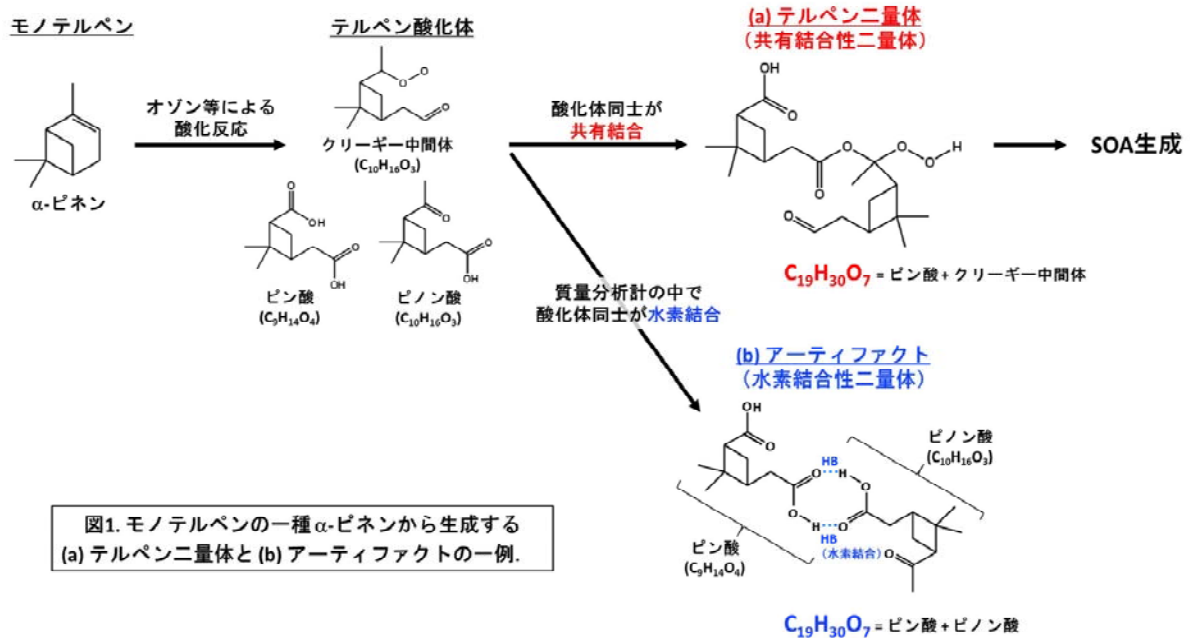 モノテルペン
α-ピネン
オゾン等による
酸化反応
テルペン酸化体
O
O
O
クリーギー中間体
(C₁₀H₁₆O₃)
O
OH
O
OH
ピン酸
(C₉H₁₄O₄)
O
O
OH
ピノン酸
(C₁₀H₁₆O₃)
酸化体同士が
共有結合
(a) テルペン二量体
(共有結合性二量体)
OH
O
O
O
O
O
H
O
C₁₉H₃₀O₇ = ピン酸 + クリーギー中間体
SOA生成
質量分析計の中で
酸化体同士が水素結合
(b) アーティファクト
(水素結合性二量体)
OH
O
HB
O
H
O
O
H
O
HB
(水素結合)
O
ピノン酸
(C₁₀H₁₆O₃)
ピン酸
(C₉H₁₄O₄)
C₁₉H₃₀O₇ = ピン酸 + ピノン酸
図1. モノテルペンの一種 α-ピネンから生成する
(a) テルペン二量体と (b) アーティファクトの一例.